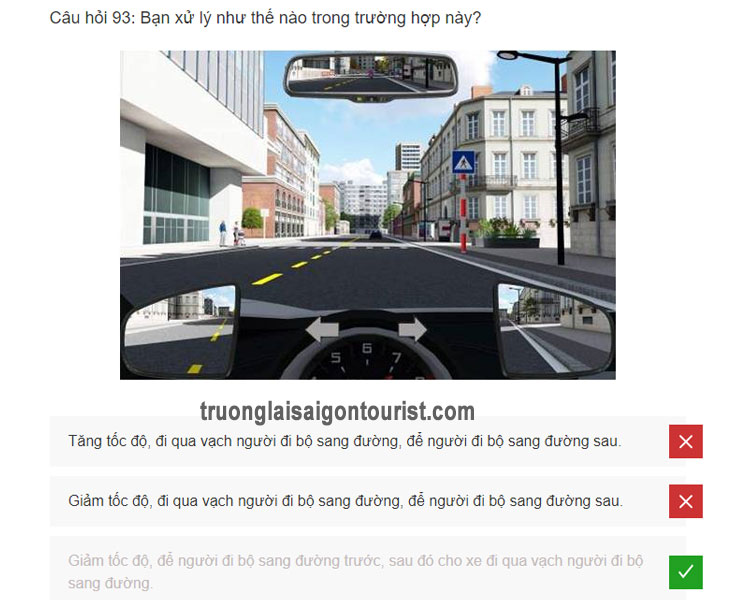 Câu hỏi 93: Bạn xử lý như thế nào trong trường hợp này?
5 6 7
truonglaisaigontourist.com
Tăng tốc độ, đi qua vạch người đi bộ sang đường, để người đi bộ sang đường sau.
Giảm tốc độ, đi qua vạch người đi bộ sang đường, để người đi bộ sang đường sau.
Giảm tốc độ, để người đi bộ sang đường trước, sau đó cho xe đi qua vạch người đi bộ
sang đường.